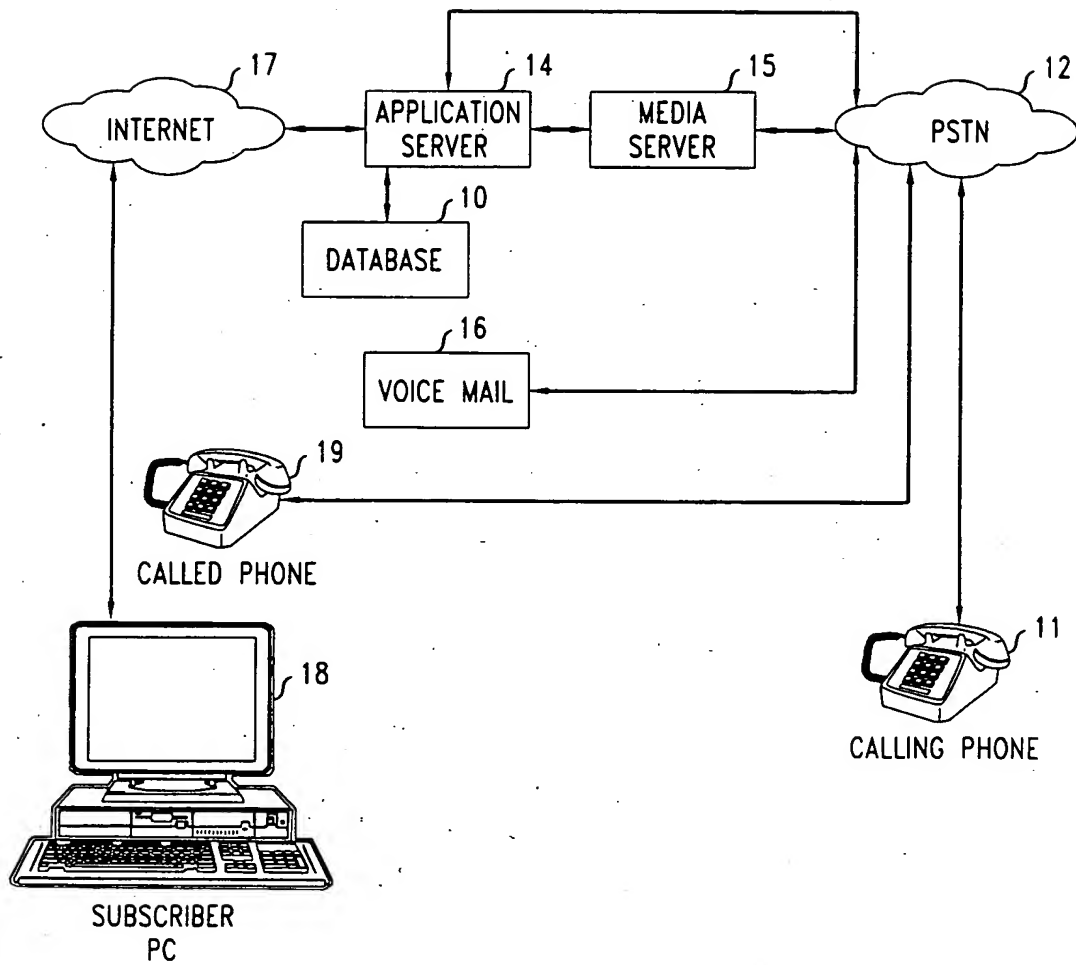 17
14
15
12
INTERNET
APPLICATION
SERVER
MEDIA
SERVER
PSTN
10
DATABASE
16
VOICE MAIL
19
CALLED PHONE
18
11
CALLING PHONE
SUBSCRIBER
PC